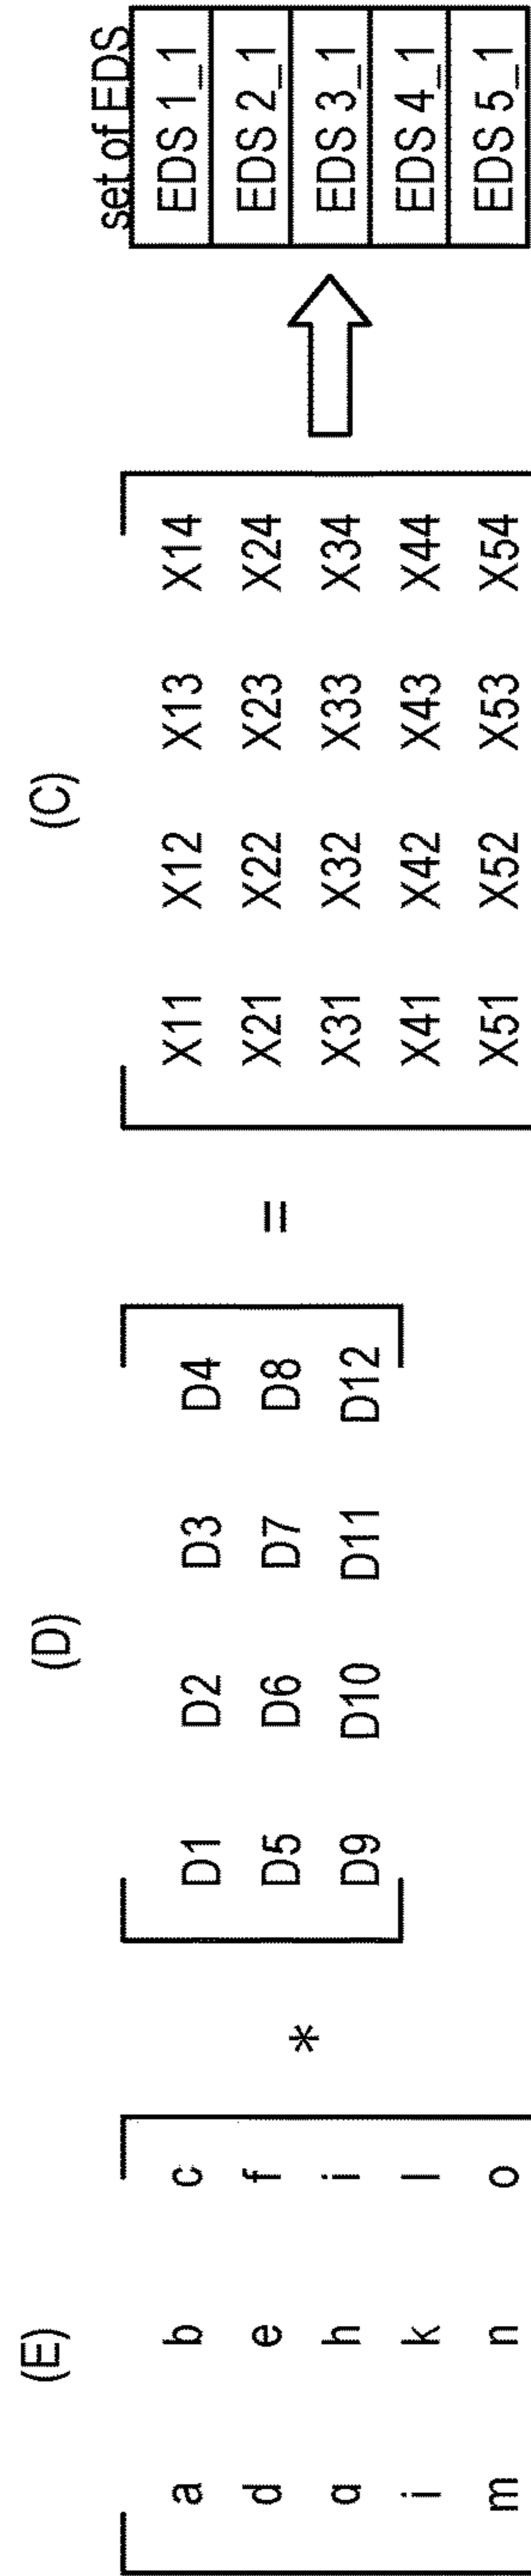 (E) (D) (C) set of EDS
a b c D1 D2 D3 D4 X11 X12 X13 X14 EDS 1_1
d e f * D5 D6 D7 D8 = X21 X22 X23 X24 EDS 2_1
g h i D9 D10 D11 D12 X31 X32 X33 X34 EDS 3_1
j k l X41 X42 X43 X44 EDS 4_1
m n o X51 X52 X53 X54 EDS 5_1